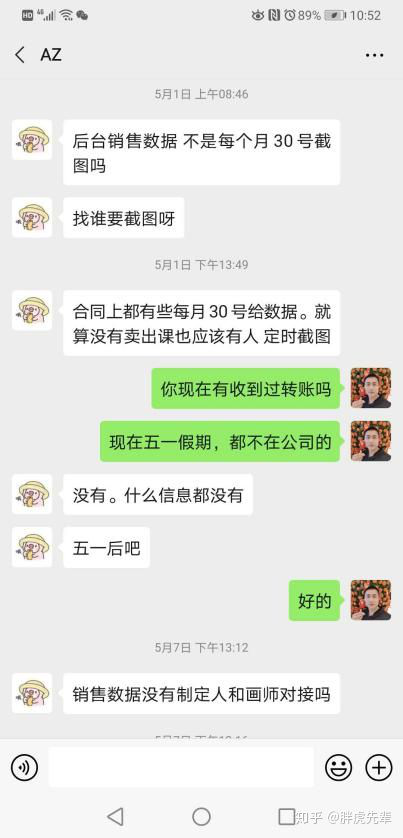 HD 4G 89% 10:52
AZ
5月1日 上午08:46
后台销售数据 不是每个月30号截
图吗
找谁要截图呀
5月1日 下午13:49
合同上都有些每月30号给数据。就
算没有卖出课也应该有人 定时截图
你现在有收到过转账吗
现在五一假期，都不在公司的
没有。什么信息都没有
五一后吧
好的
5月7日 下午13:12
销售数据没有制定人和画师对接吗
知乎 @胖虎先辈